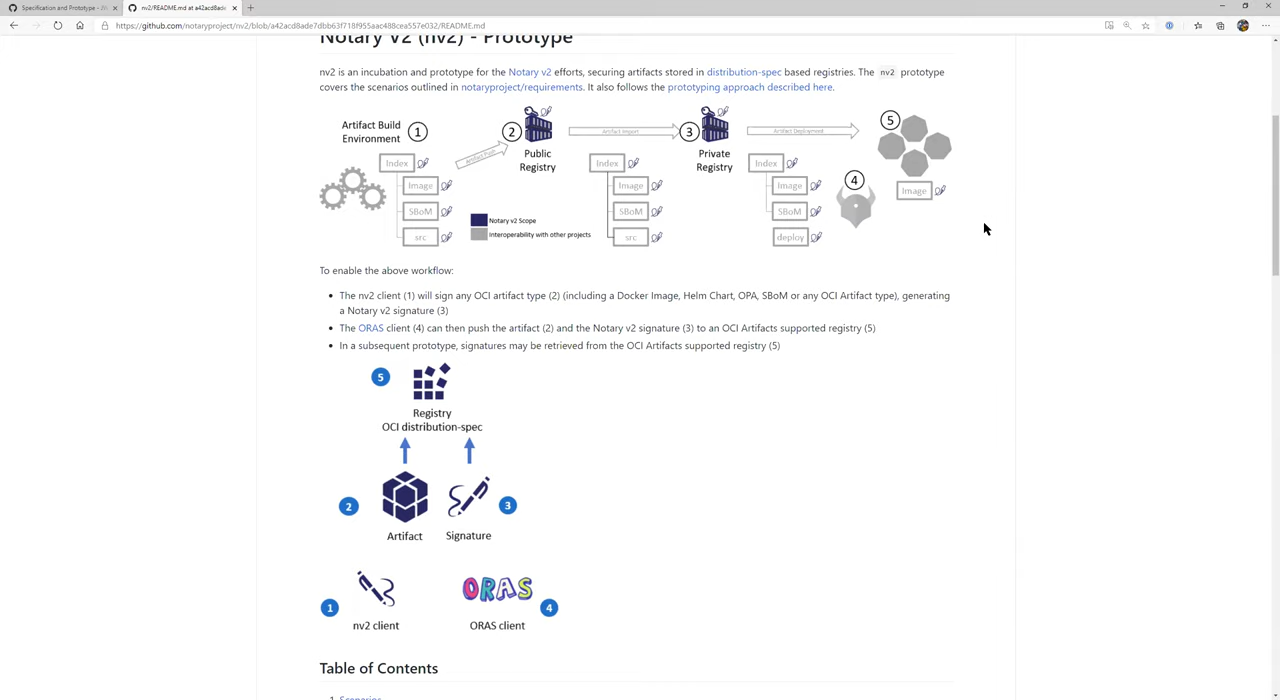 Specification and Prototype - /N
nv2/README.md at a42acd8ade
https://github.com/notaryproject/nv2/blob/a42acd8ade7dbb63f718f955aac488cea557e032/README.md
Notary V2 (nv2) - Prototype
nv2 is an incubation and prototype for the Notary v2 efforts, securing artifacts stored in distribution-spec based registries. The nv2 prototype
covers the scenarios outlined in notaryproject/requirements. It also follows the prototyping approach described here.
Artifact Build
Environment
1
2
Public
Registry
Artifact Push
Artifact Import
3
Private
Registry
Artifact Deployment
5
4
Index
Image
SBoM
src
Notary v2 Scope
Interoperability with other projects
Index
Image
SBoM
src
Index
Image
SBoM
deploy
Image
To enable the above workflow:
• The nv2 client (1) will sign any OCI artifact type (2) (including a Docker Image, Helm Chart, OPA, SBoM or any OCI Artifact type), generating
a Notary v2 signature (3)
• The ORAS client (4) can then push the artifact (2) and the Notary v2 signature (3) to an OCI Artifacts supported registry (5)
• In a subsequent prototype, signatures may be retrieved from the OCI Artifacts supported registry (5)
5
Registry
OCI distribution-spec
2
3
Artifact
Signature
ORAS
1
4
nv2 client
ORAS client
Table of Contents
1. Scenarios